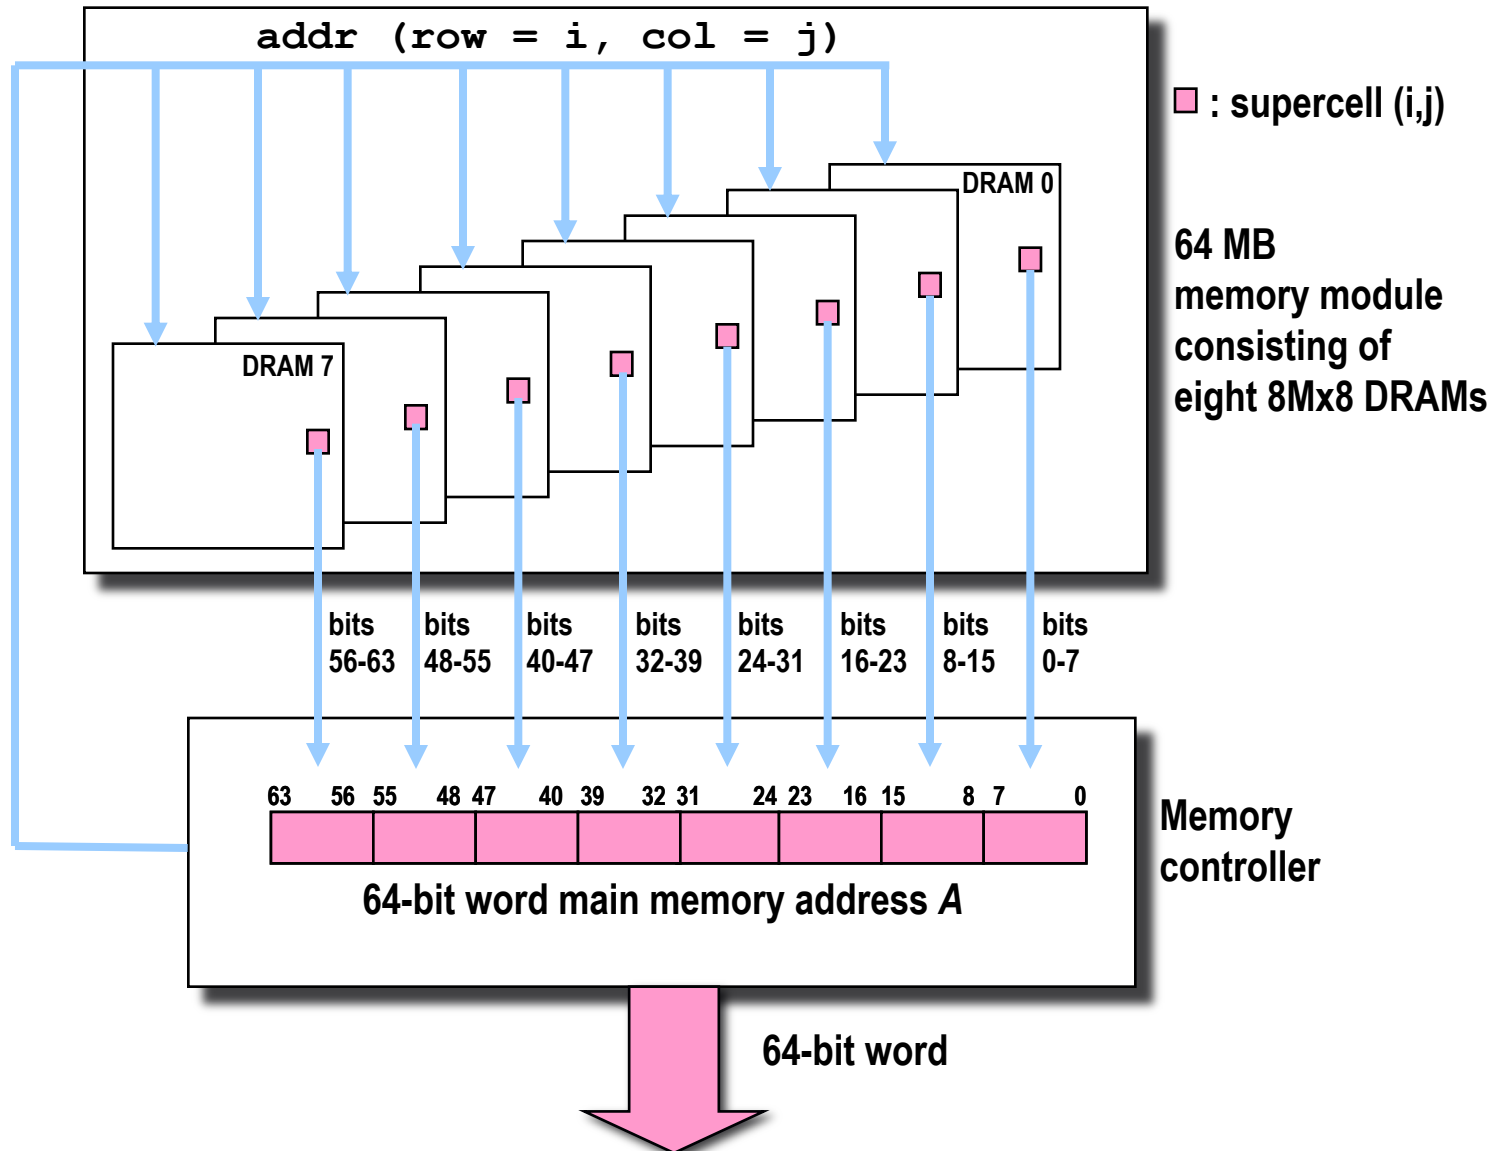 addr (row = i, col = j)
: supercell (i,j)
DRAM 0
64 MB
memory module
consisting of
eight 8Mx8 DRAMs
DRAM 7
bits
56-63
bits
48-55
bits
40-47
bits
32-39
bits
24-31
bits
16-23
bits
8-15
bits
0-7
63 56 55 48 47 40 39 32 31 24 23 16 15 8 7 0
Memory
controller
64-bit word main memory address A
64-bit word